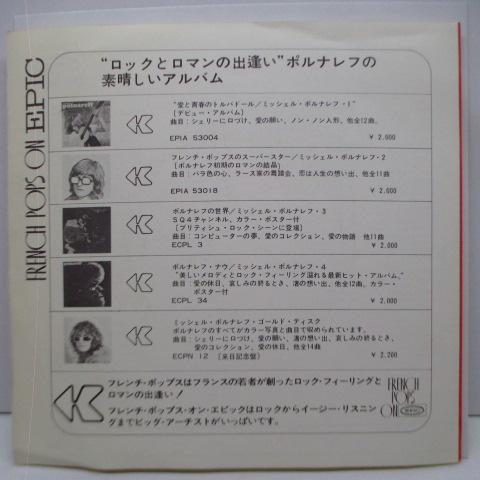 FRENCH POPS ON EPIC
“ロックとロマンの出逢い”ポルナレフの
素晴しいアルバム
polnareff
“愛と青春のトルバドール／ミッシェル・ポルナレフ・1”
〔デビュー・アルバム〕
曲目：シェリーに口づけ、愛の願い、ノン・ノン人形、他全12曲。
EPIA 53004 ￥ 2,000
フレンチ・ポップスのスーパースター／ミッシェル・ポルナレフ・2
〔ポルナレフ初期のロマンの結晶〕
曲目：バラ色の心、ラース家の舞踏会、恋は人生の想い出、他全11曲
EPIA 53018 ￥ 2,000
ポルナレフの世界／ミッシェル・ポルナレフ・3
SQ4チャンネル、カラー・ポスター付
〔ブリティシュ・ロック・シーンに登場〕
曲目：コンピューターの夢、愛のコレクション、愛の物語 他11曲
ECPL 3 ￥ 2,000
ポルナレフ・ナウ／ミッシェル・ポルナレフ・4
“美しいメロディとロック・フィーリング溢れる最新ヒット・アルバム。”
曲目：愛の休日、哀しみの終るとき、渚の想い出、他全12曲、カラー・
ポスター付
ECPL 34 ￥ 2,000
ミッシェル・ポルナレフ・ゴールド・ディスク
ポルナレフのすべてがカラー写真と曲目で収められています。
曲目：シェリーに口づけ、愛の願い、渚の想い出、哀しみの終るとき、
愛のコレクション、愛の休日、他全14曲
ECPN 12 〔来日記念盤〕 ￥ 2,200
フレンチ・ポップスはフランスの若者が創ったロック・フィーリングと
ロマンの出逢い！
フレンチ・ポップス・オン・エピックはロックからイージー・リスニン
グまでビッグ・アーチストがいっぱいです。
FRENCH
POPS
ON
EPIC